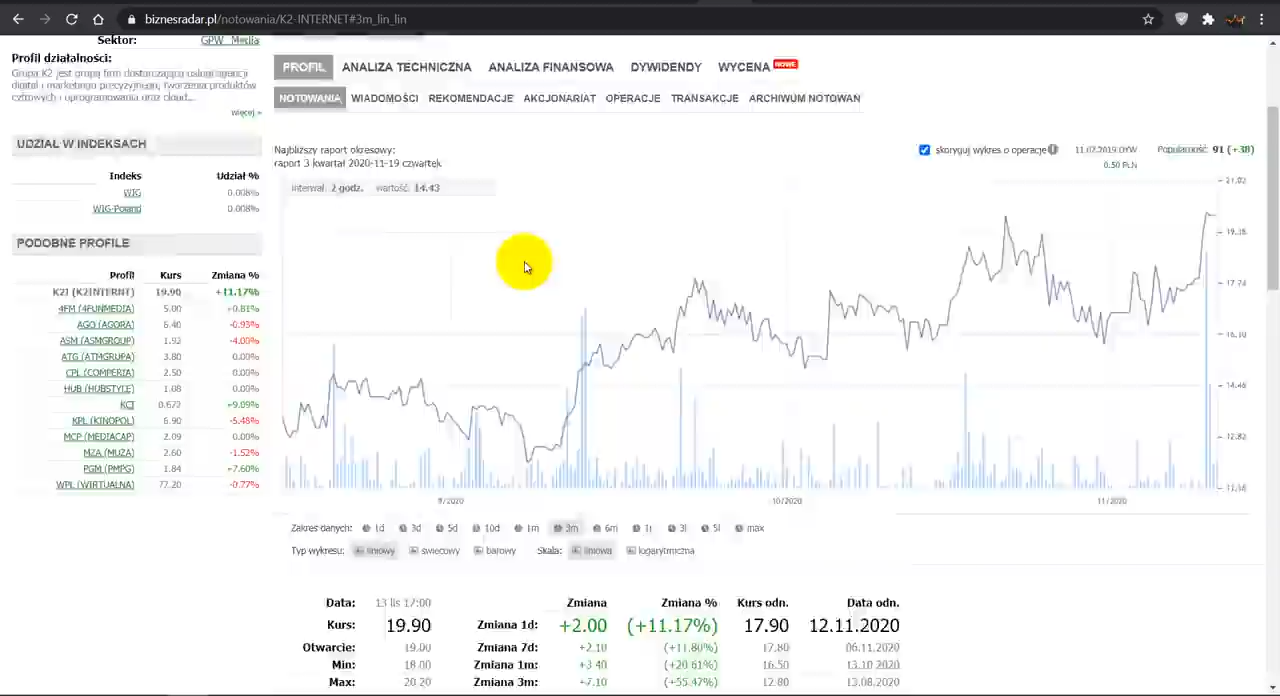 biznesradar.pl/notowania/K2-INTERNET#3m_lin_lin
Sektor: GPW_Media
Profil działalności:
Grupa K2 jest grupą firm dostarczającą usługi agencji
digital i marketingu precyzyjnego, tworzenia produktów
cyfrowych i oprogramowania oraz cloud...
więcej »
UDZIAŁ W INDEKSACH
Indeks Udział %
WIG 0.008%
WIG-Poland 0.008%
PODOBNE PROFILE
Profil Kurs Zmiana %
K2I (K2INTERNT) 19.90 +11.17%
4FM (4FUNMEDIA) 5.00 +0.81%
AGO (AGORA) 6.40 -0.93%
ASM (ASMGROUP) 1.92 -4.00%
ATG (ATMGRUPA) 3.80 0.00%
CPL (COMPERIA) 2.50 0.00%
HUB (HUBSTYLE) 1.08 0.00%
KCI 0.672 +9.09%
KPL (KINOPOL) 6.90 -5.48%
MCP (MEDIACAP) 2.09 0.00%
MZA (MUZA) 2.60 -1.52%
PGM (PMPG) 1.84 +7.60%
WPL (WIRTUALNA) 77.20 -0.77%
PROFIL ANALIZA TECHNICZNA ANALIZA FINANSOWA DYWIDENDY WYCENA NOWE
NOTOWANIA WIADOMOŚCI REKOMENDACJE AKCJONARIAT OPERACJE TRANSAKCJE ARCHIWUM NOTOWAŃ
Najbliższy raport okresowy:
raport 3 kwartał 2020-11-19 czwartek
skoryguj wykres o operacje 11.07.2019 DYW Popularność: 91 (+38)
0.50 PLN
interwał: 2 godz. wartość: 14.43
21.02
19.38
17.74
16.10
14.46
12.82
9/2020 10/2020 11/2020
Zakres danych: 1d 3d 5d 10d 1m 3m 6m 1r 3l 5l max
Typ wykresu: liniowy świecowy barowy Skala: liniowa logarytmiczna
Data: 13 lis 17:00 Zmiana Zmiana % Kurs odn. Data odn.
Kurs: 19.90 Zmiana 1d: +2.00 (+11.17%) 17.90 12.11.2020
Otwarcie: 19.00 Zmiana 7d: +2.10 (+11.80%) 17.80 06.11.2020
Min: 18.00 Zmiana 1m: +3.40 (+20.61%) 16.50 13.10.2020
Max: 20.20 Zmiana 3m: +7.10 (+55.47%) 12.80 13.08.2020